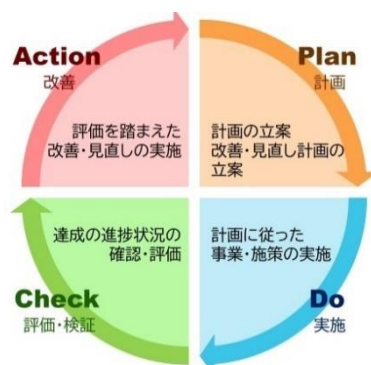 Action
改善
評価を踏まえた
改善・見直しの実施
Plan
計画
計画の立案
改善・見直し計画の
立案
達成の進捗状況の
確認・評価
Check
評価・検証
計画に従った
事業・施策の実施
Do
実施